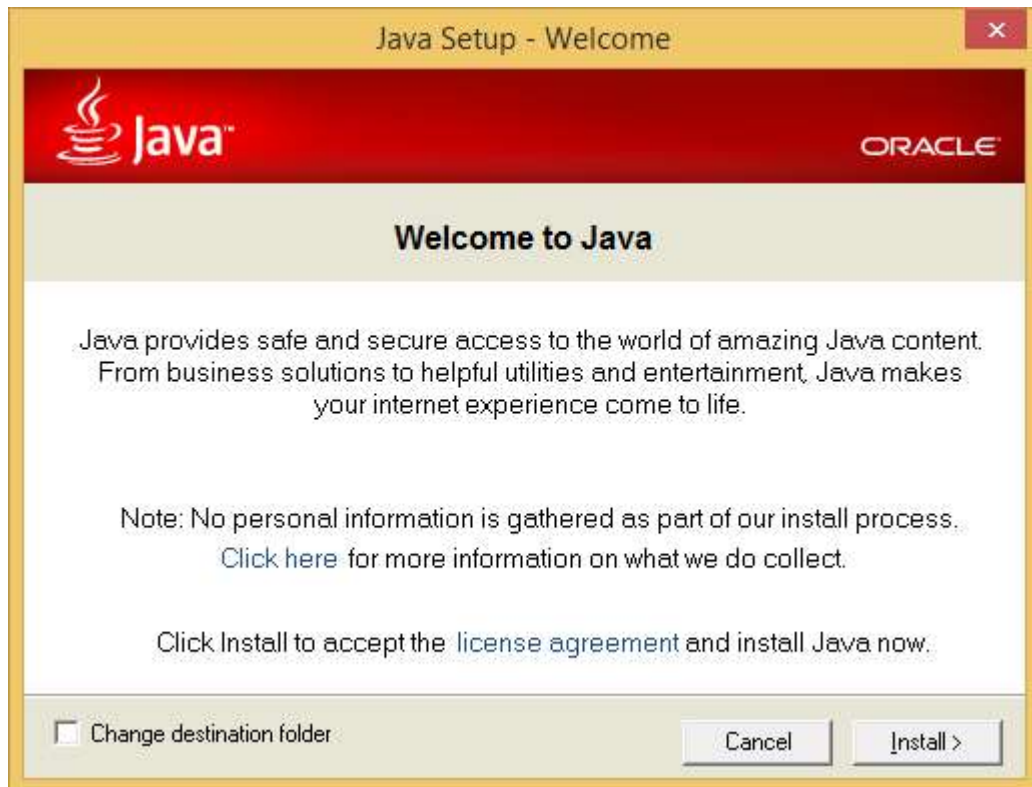 Java Setup - Welcome
Java™
ORACLE
Welcome to Java
Java provides safe and secure access to the world of amazing Java content.
From business solutions to helpful utilities and entertainment, Java makes
your internet experience come to life.
Note: No personal information is gathered as part of our install process.
Click here for more information on what we do collect.
Click Install to accept the license agreement and install Java now.
Change destination folder
Cancel
Install >